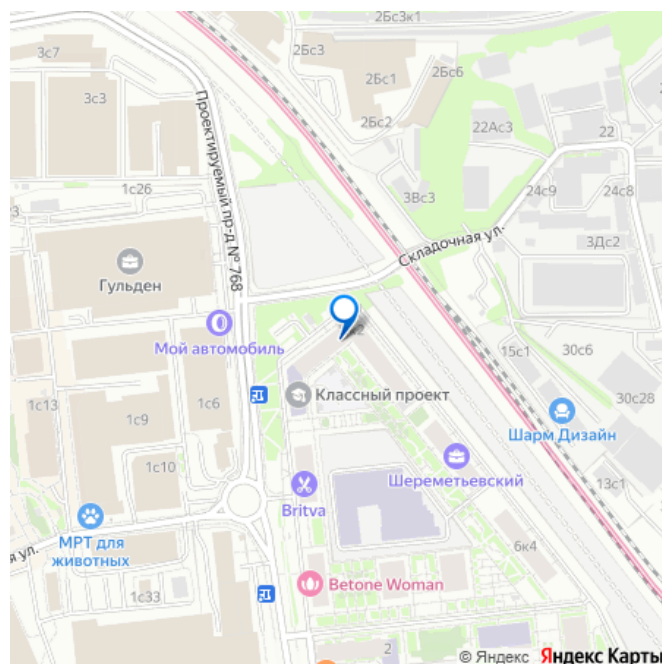 2Бс3к1
3с7
2Бс3
2Бс1
2Бс6
3с3
2Бс2
22Ас3
22
Проектируемый пр-д № 768
1с26
3Вс3
24с9
24с8
Складочная ул.
3Дс2
Гульден
Мой автомобиль
15с1
30с6
1с13
1с6
Классный проект
30с28
1с9
Шарм Дизайн
1с10
Шереметьевский
13с1
Britva
МРТ для
животных
ул.
6к4
1с33
Betone Woman
2
© Яндекс Яндекс Карты